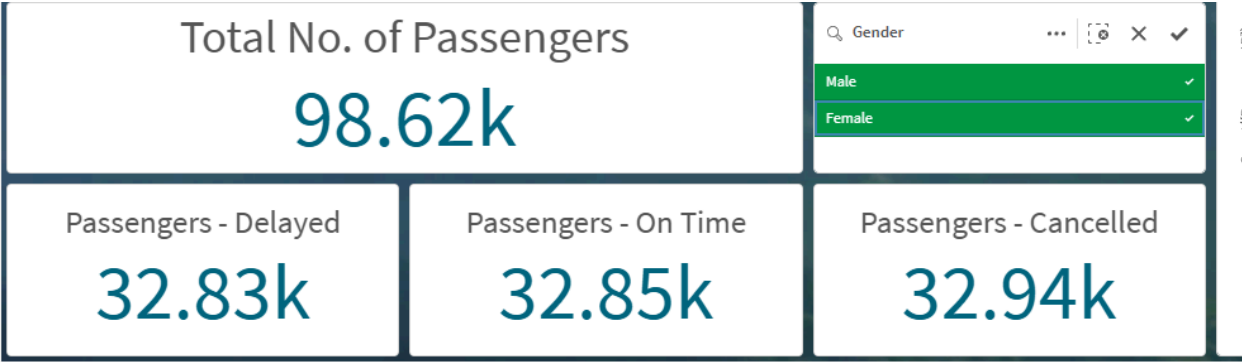 Total No. of Passengers
98.62k
Gender
Male
Female
Passengers - Delayed
32.83k
Passengers - On Time
32.85k
Passengers - Cancelled
32.94k